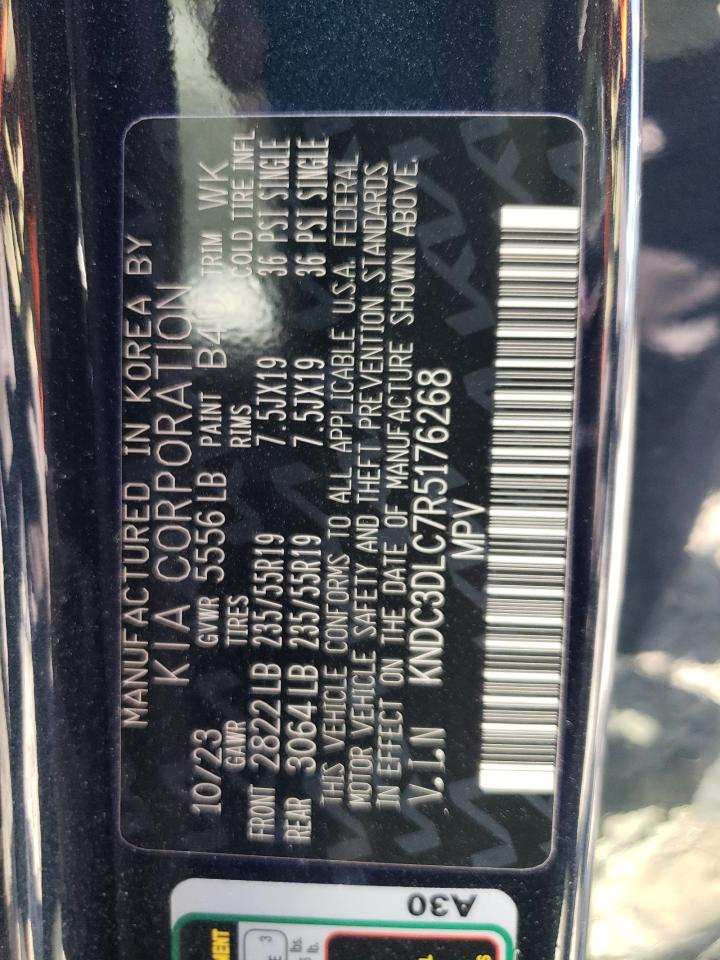 MANUFACTURED IN KOREA BY
KIA CORPORATION
10/23 GVWR 5556 LB PAINT TRIM WK
GAWR TIRES RIMS COLD TIRE INFL
FRONT 2822 LB 235/55R19 7.5JX19 36 PSI SINGLE
REAR 3064 LB 235/55R19 7.5JX19 36 PSI SINGLE
THIS VEHICLE CONFORMS TO ALL APPLICABLE U.S.A. FEDERAL
MOTOR VEHICLE SAFETY AND THEFT PREVENTION STANDARDS
IN EFFECT ON THE DATE OF MANUFACTURE SHOWN ABOVE.
V.I.N KNDC3DLC7R5176268
MPV
A30